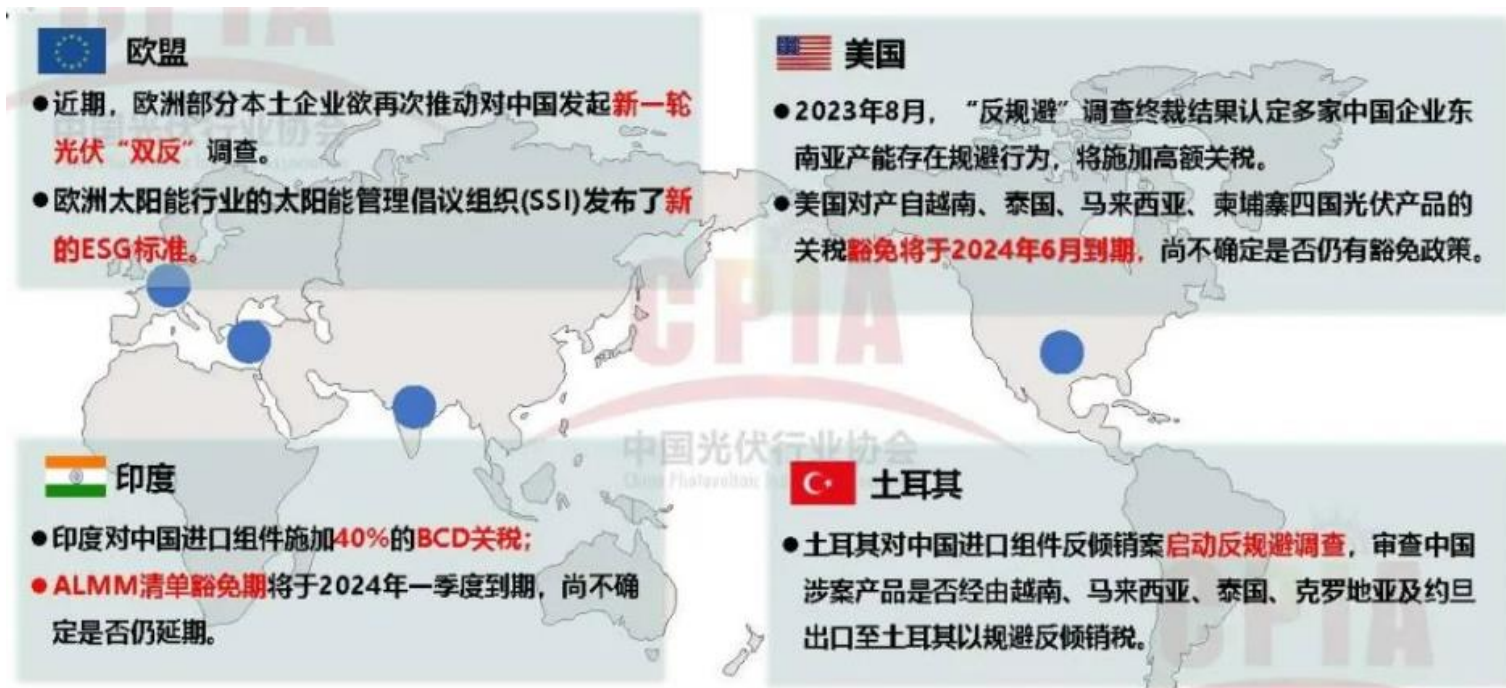 欧盟
●近期，欧洲部分本土企业欲再次推动对中国发起新一轮
光伏“双反”调查。
●欧洲太阳能行业的太阳能管理倡议组织(SSI)发布了新
的ESG标准。
美国
●2023年8月，“反规避”调查终裁结果认定多家中国企业东
南亚产能存在规避行为，将施加高额关税。
●美国对产自越南、泰国、马来西亚、柬埔寨四国光伏产品的
关税豁免将于2024年6月到期，尚不确定是否仍有豁免政策。
CPIA
中国光伏行业协会
印度
●印度对中国进口组件施加40%的BCD关税；
●ALMM清单豁免期将于2024年一季度到期，尚不确
定是否仍延期。
土耳其
●土耳其对中国进口组件反倾销案启动反规避调查，审查中国
涉案产品是否经由越南、马来西亚、泰国、克罗地亚及约旦
出口至土耳其以规避反倾销税。
CPIA